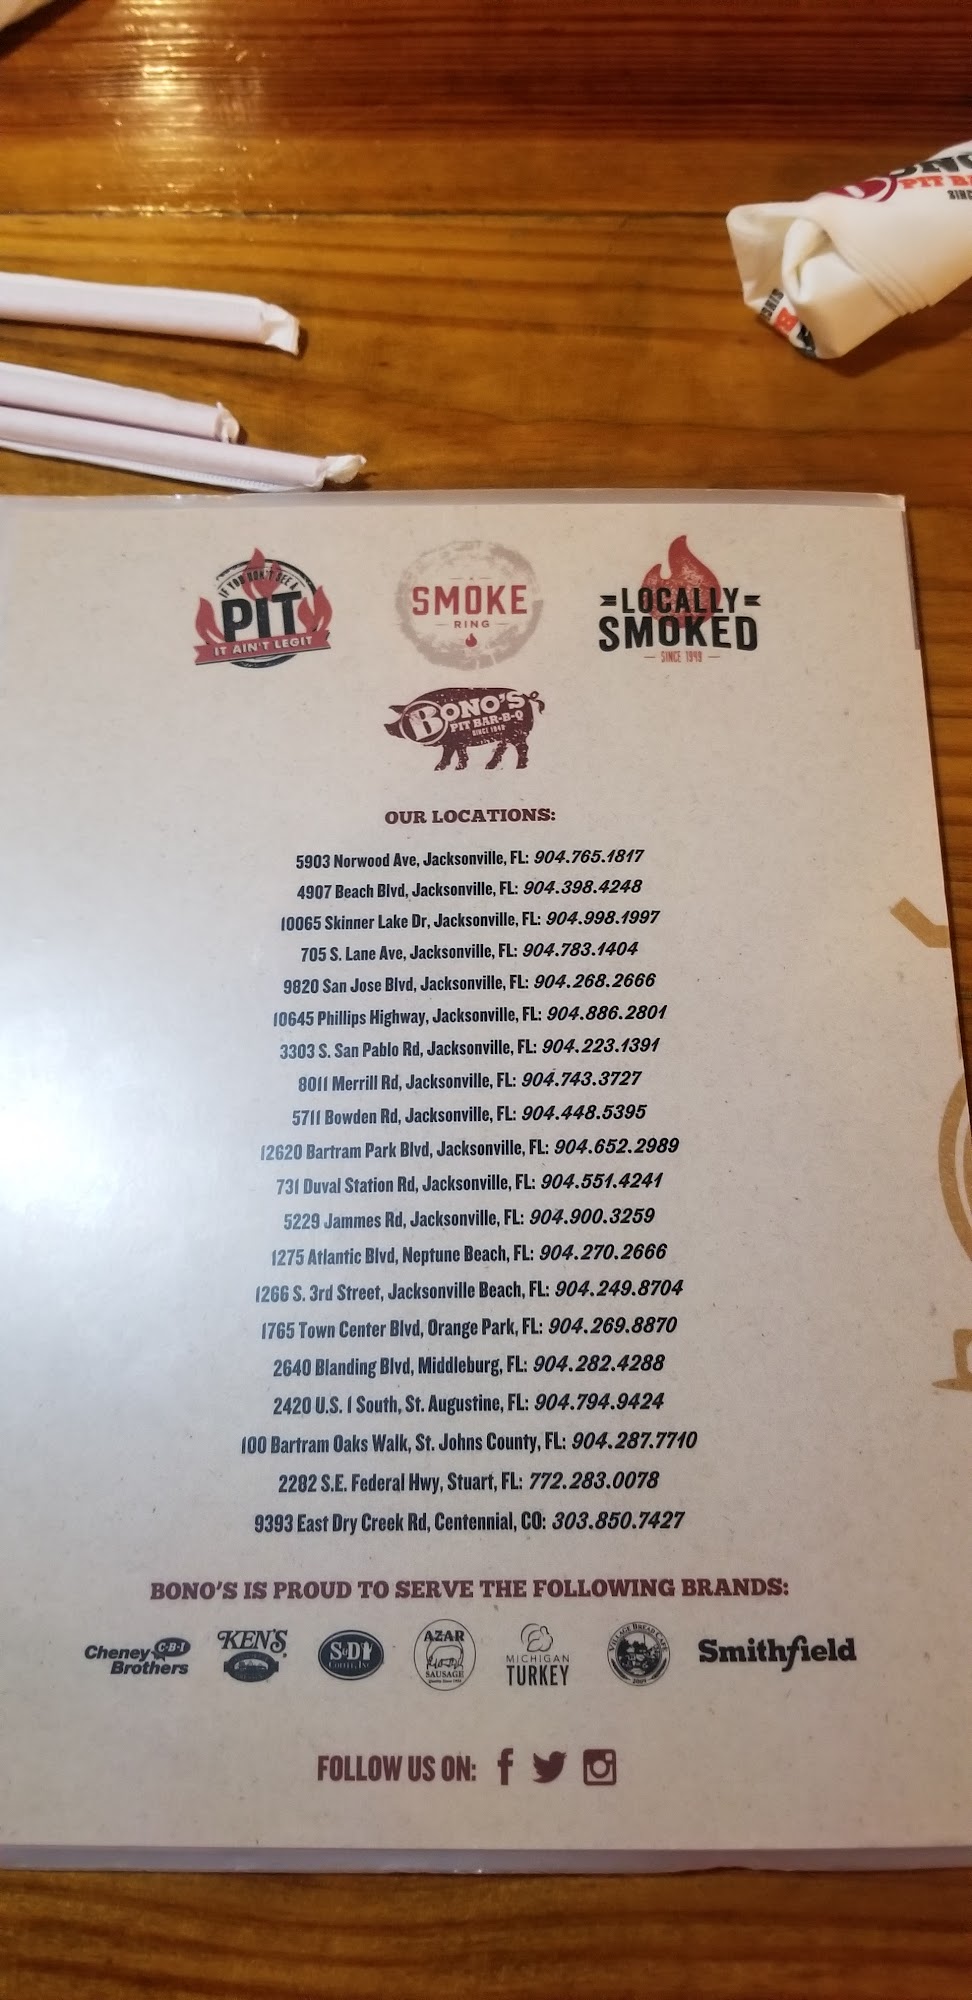 BONO'S
PIT BA
SINC
SINC
B
IF YOU DON'T SEE A
PIT
IT AIN'T LEGIT
SMOKE
RING
LOCALLY
SMOKED
SINCE 1949
BONO'S
PIT BAR-B-Q
SINCE 1949
OUR LOCATIONS:
5903 Norwood Ave, Jacksonville, FL: 904.765.1817
4907 Beach Blvd, Jacksonville, FL: 904.398.4248
10065 Skinner Lake Dr, Jacksonville, FL: 904.998.1997
705 S. Lane Ave, Jacksonville, FL: 904.783.1404
9820 San Jose Blvd, Jacksonville, FL: 904.268.2666
10645 Phillips Highway, Jacksonville, FL: 904.886.2801
3303 S. San Pablo Rd, Jacksonville, FL: 904.223.1391
8011 Merrill Rd, Jacksonville, FL: 904.743.3727
5711 Bowden Rd, Jacksonville, FL: 904.448.5395
12620 Bartram Park Blvd, Jacksonville, FL: 904.652.2989
731 Duval Station Rd, Jacksonville, FL: 904.551.4241
5229 Jammes Rd, Jacksonville, FL: 904.900.3259
1275 Atlantic Blvd, Neptune Beach, FL: 904.270.2666
1266 S. 3rd Street, Jacksonville Beach, FL: 904.249.8704
1765 Town Center Blvd, Orange Park, FL: 904.269.8870
2640 Blanding Blvd, Middleburg, FL: 904.282.4288
2420 U.S. 1 South, St. Augustine, FL: 904.794.9424
100 Bartram Oaks Walk, St. Johns County, FL: 904.287.7710
2282 S.E. Federal Hwy, Stuart, FL: 772.283.0078
9393 East Dry Creek Rd, Centennial, CO: 303.850.7427
BONO'S IS PROUD TO SERVE THE FOLLOWING BRANDS:
Cheney C-B-I
Brothers
KEN'S
S&D
COFFEE, INC
AZAR
SAUSAGE
MICHIGAN
TURKEY
VILLAGE BREAD CAFE
Smithfield
FOLLOW US ON: